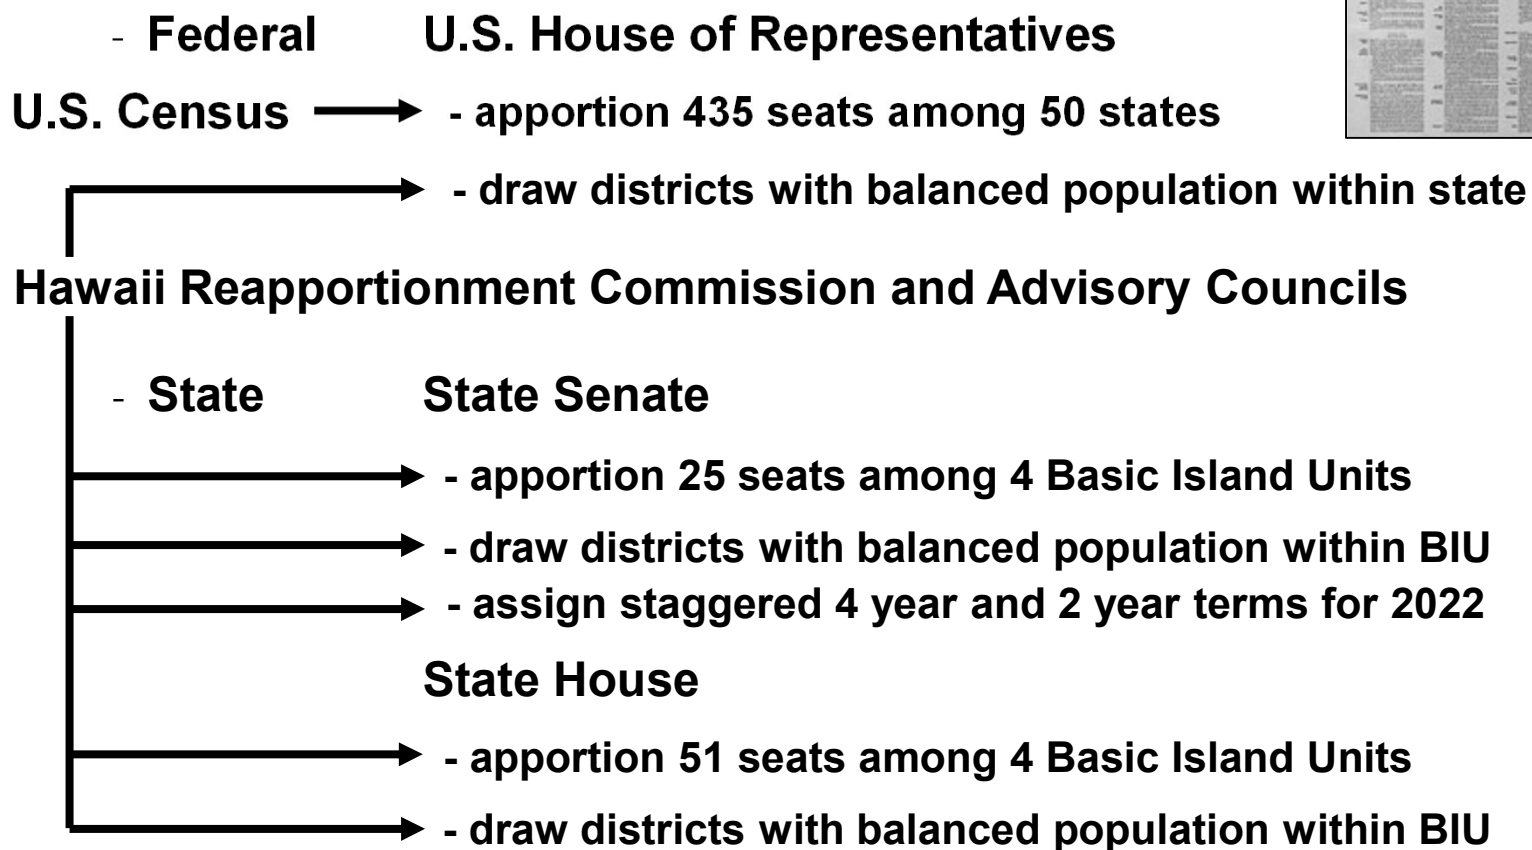 - Federal U.S. House of Representatives
U.S. Census - apportion 435 seats among 50 states
- draw districts with balanced population within state
Hawaii Reapportionment Commission and Advisory Councils
- State State Senate
- apportion 25 seats among 4 Basic Island Units
- draw districts with balanced population within BIU
- assign staggered 4 year and 2 year terms for 2022
State House
- apportion 51 seats among 4 Basic Island Units
- draw districts with balanced population within BIU